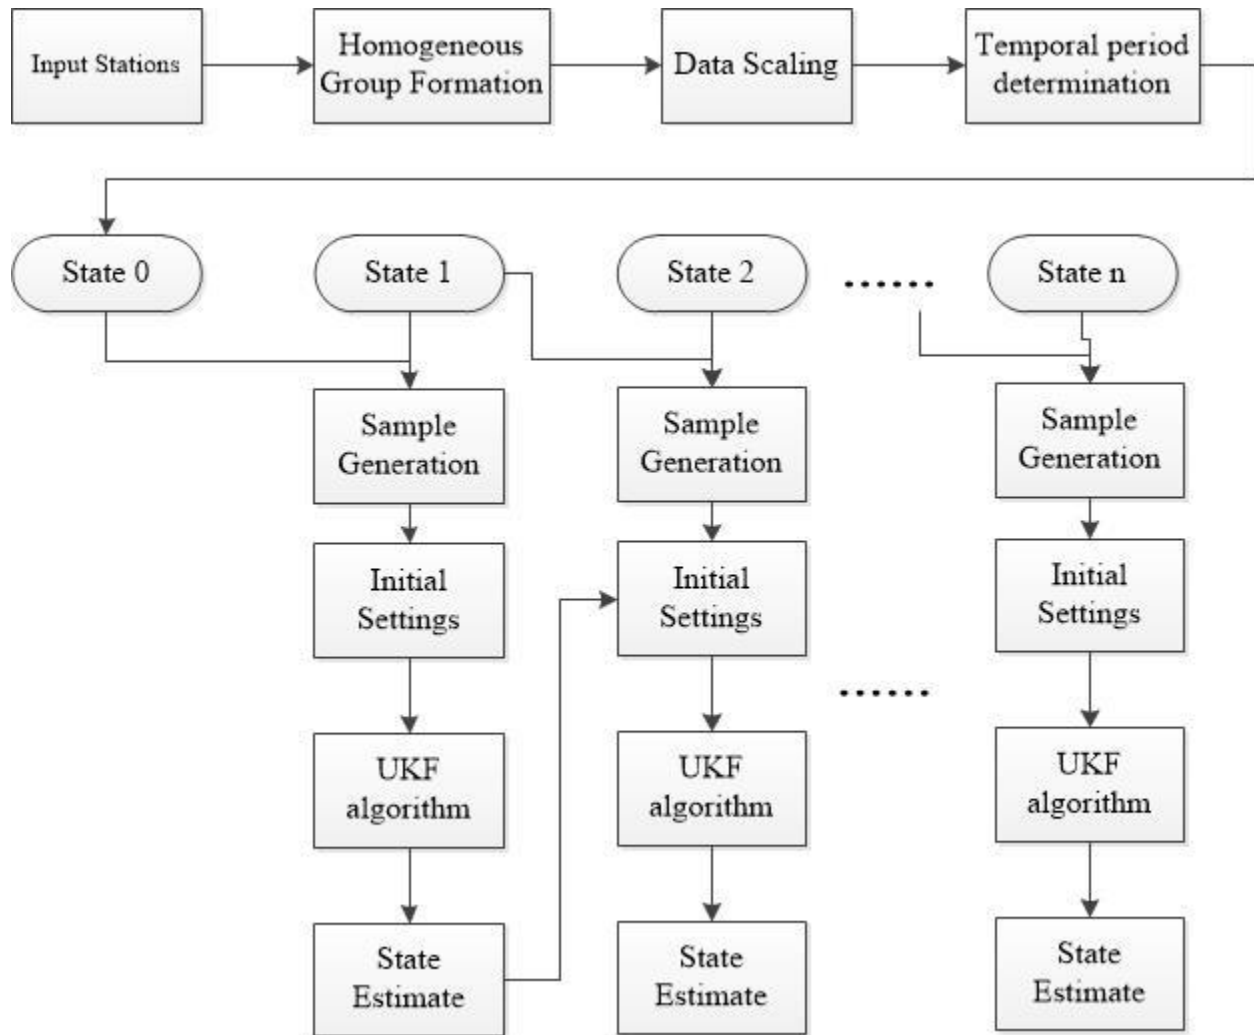 Input Stations
Homogeneous
Group Formation
Data Scaling
Temporal period
determination
State 0
State 1
State 2
......
State n
Sample
Generation
Sample
Generation
Sample
Generation
Initial
Settings
Initial
Settings
Initial
Settings
......
UKF
algorithm
UKF
algorithm
UKF
algorithm
State
Estimate
State
Estimate
State
Estimate